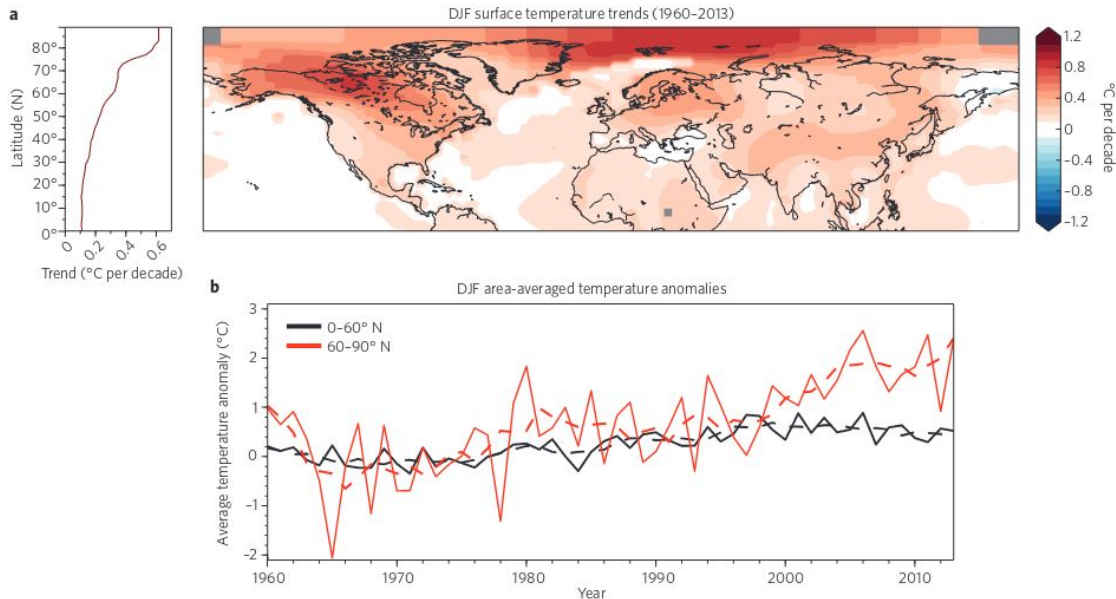 a
DJF surface temperature trends (1960–2013)
80°
70°
60°
50°
40°
30°
20°
10°
0°
Latitude (N)
0
0.2
0.4
0.6
Trend (°C per decade)
1.2
0.8
0.4
0
−0.4
−0.8
−1.2
°C per decade
b
DJF area-averaged temperature anomalies
3
2
1
0
−1
−2
Average temperature anomaly (°C)
0–60° N
60–90° N
1960
1970
1980
1990
2000
2010
Year